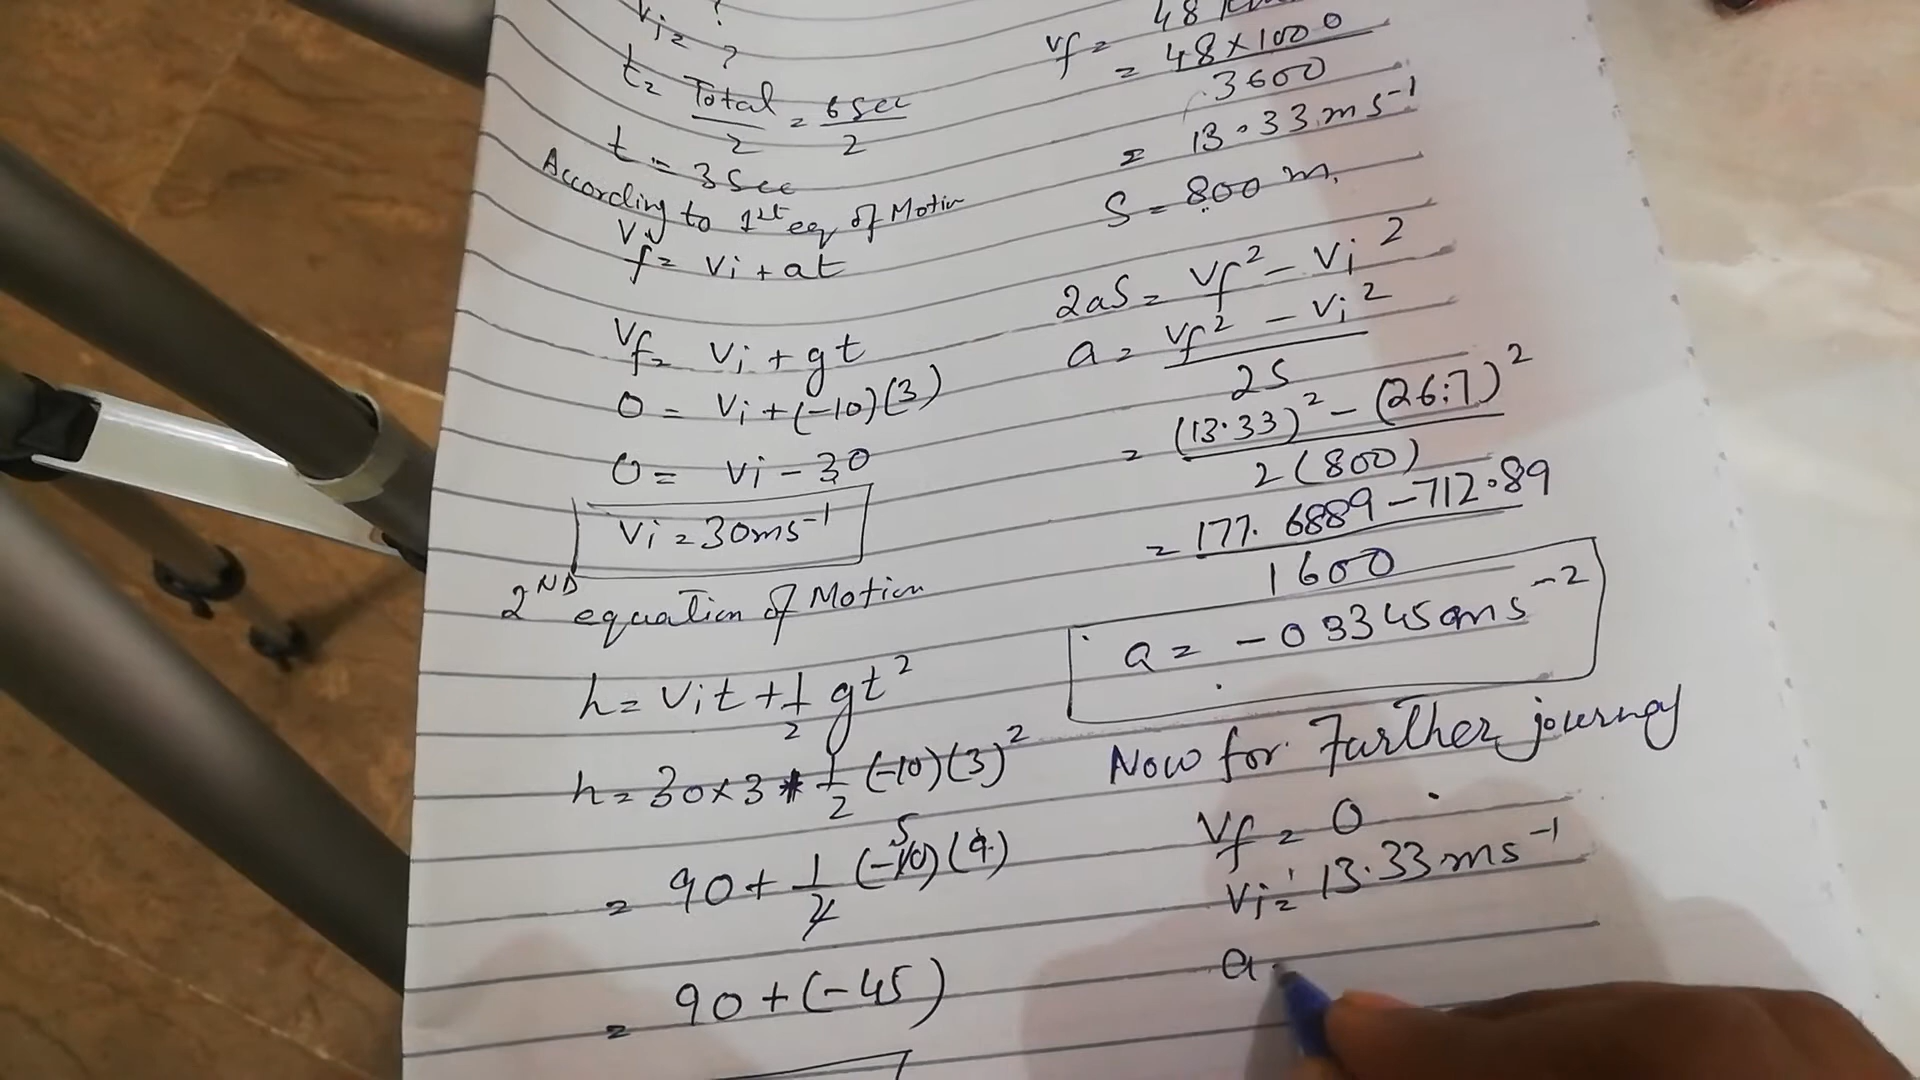 Vi = ?
t = Total/2 = 6 Sec/2
t = 3 Sec
According to 1st eq of Motion
Vf = Vi + at
Vf = Vi + gt
0 = Vi + (-10)(3)
0 = Vi - 30
Vi = 30ms⁻¹
2ND equation of Motion
h = Vit + 1/2 gt²
h = 30 x 3 * 1/2 (-10)(3)²
= 90 + 1/2 (-10)(9)
5
= 90 + (-45)
48
Vf = 48 x 1000
= 3600
= 13.33 ms⁻¹
S = 800 m.
2aS = Vf² - Vi²
a = Vf² - Vi² / 2S
= (13.33)² - (26.7)² / 2(800)
= 177.6889 - 712.89 / 1600
a = -0 3345 ms⁻²
Now for Further journey
Vf = 0
Vi = 13.33 ms⁻¹
a